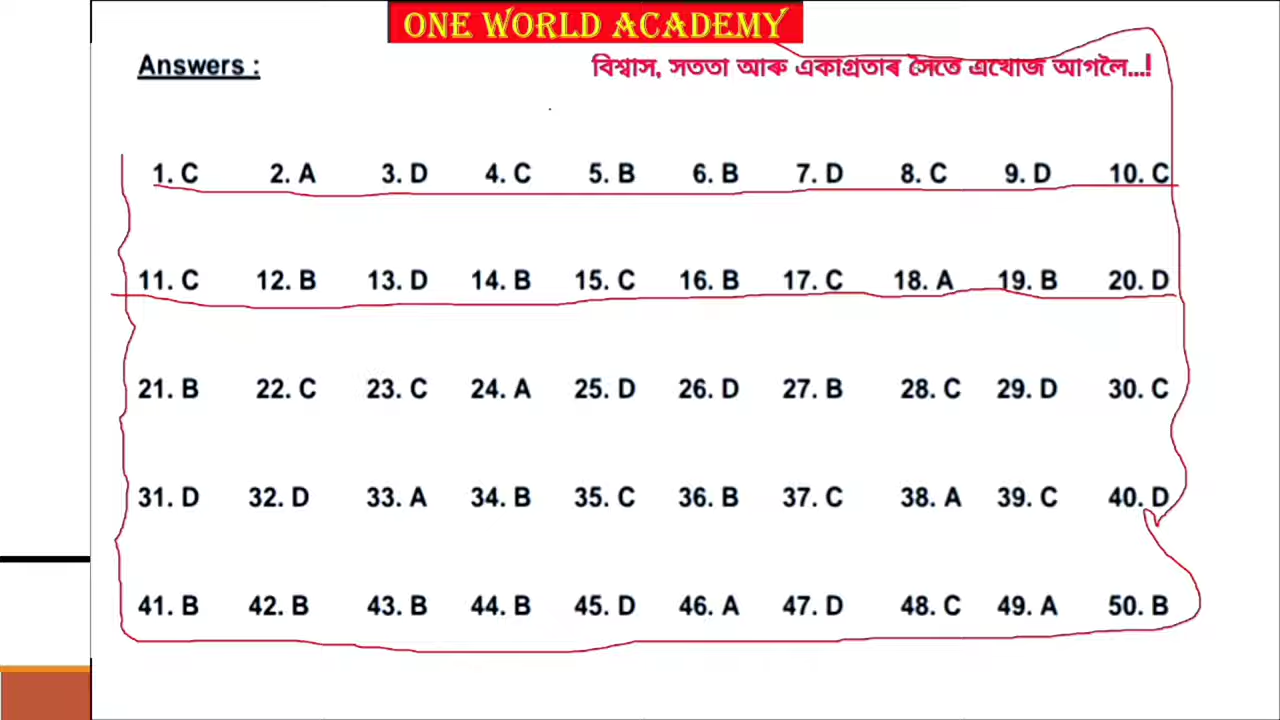 ONE WORLD ACADEMY
Answers :
বিশ্বাস, সততা আৰু একাগ্ৰতাৰ সৈতে এখোজ আগলৈ...!
1. C 2. A 3. D 4. C 5. B 6. B 7. D 8. C 9. D 10. C
11. C 12. B 13. D 14. B 15. C 16. B 17. C 18. A 19. B 20. D
21. B 22. C 23. C 24. A 25. D 26. D 27. B 28. C 29. D 30. C
31. D 32. D 33. A 34. B 35. C 36. B 37. C 38. A 39. C 40. D
41. B 42. B 43. B 44. B 45. D 46. A 47. D 48. C 49. A 50. B